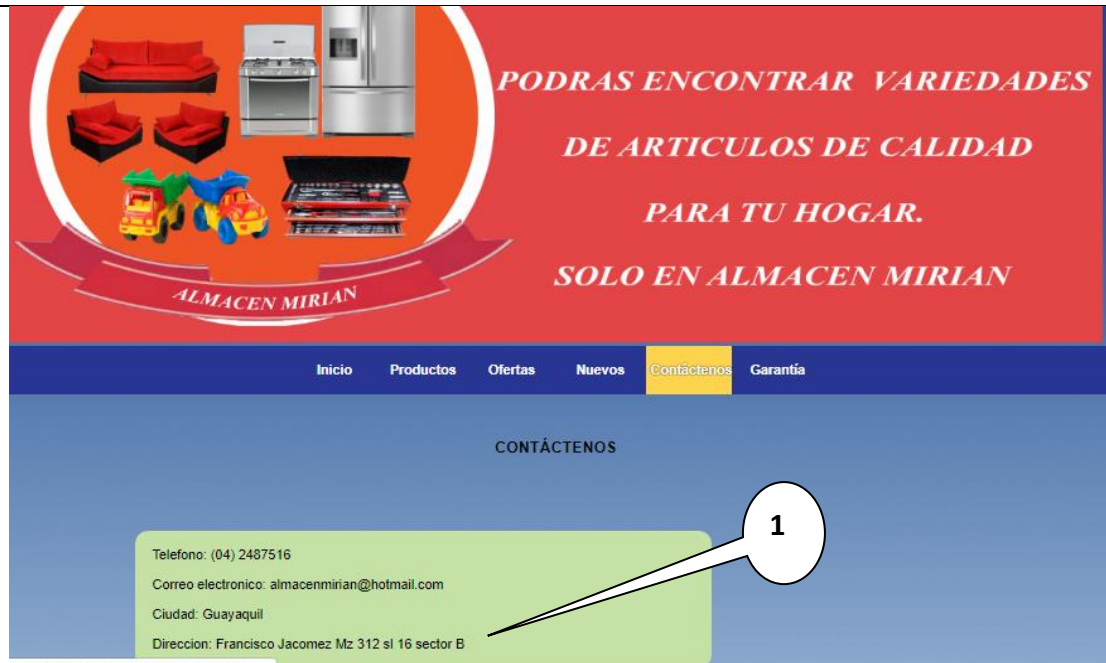 PODRAS ENCONTRAR VARIEDADES
DE ARTICULOS DE CALIDAD
PARA TU HOGAR.
SOLO EN ALMACEN MIRIAN
ALMACEN MIRIAN
Inicio Productos Ofertas Nuevos Contáctenos Garantía
CONTÁCTENOS
1
Telefono: (04) 2487516
Correo electronico: almacenmirian@hotmail.com
Ciudad: Guayaquil
Direccion: Francisco Jacomez Mz 312 sl 16 sector B